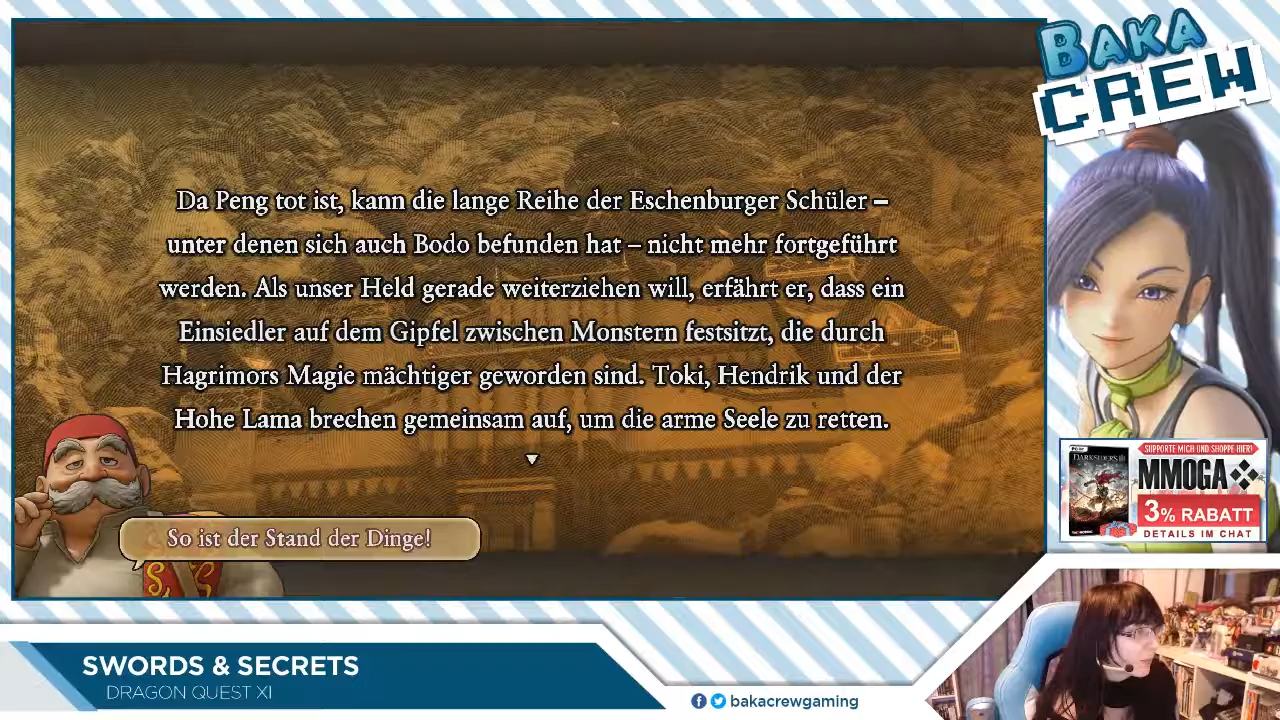 BAKA
CREW
Da Peng tot ist, kann die lange Reihe der Eschenburger Schüler –
unter denen sich auch Bodo befunden hat – nicht mehr fortgeführt
werden. Als unser Held gerade weiterziehen will, erfährt er, dass ein
Einsiedler auf dem Gipfel zwischen Monstern festsitzt, die durch
Hagrimors Magie mächtiger geworden sind. Toki, Hendrik und der
Hohe Lama brechen gemeinsam auf, um die arme Seele zu retten.
So ist der Stand der Dinge!
SUPPORTE MICH UND SHOPPE HIER!
DARKSIDERS III
MMOGA
3% RABATT
DETAILS IM CHAT
SWORDS & SECRETS
DRAGON QUEST XI
bakacrewgaming